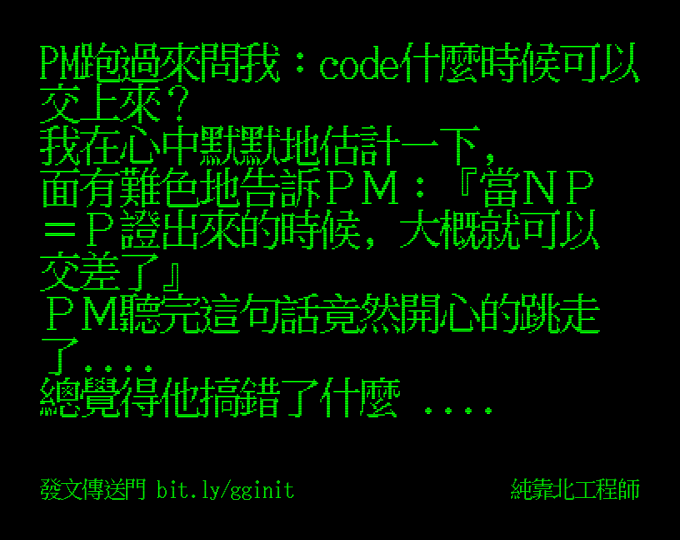 PM跑過來問我：code什麼時候可以
交上來？
我在心中默默地估計一下，
面有難色地告訴ＰＭ：『當ＮＰ
＝Ｐ證出來的時候，大概就可以
交差了』
ＰＭ聽完這句話竟然開心的跳走
了....
總覺得他搞錯了什麼 ....
發文傳送門 bit.ly/gginit
純靠北工程師